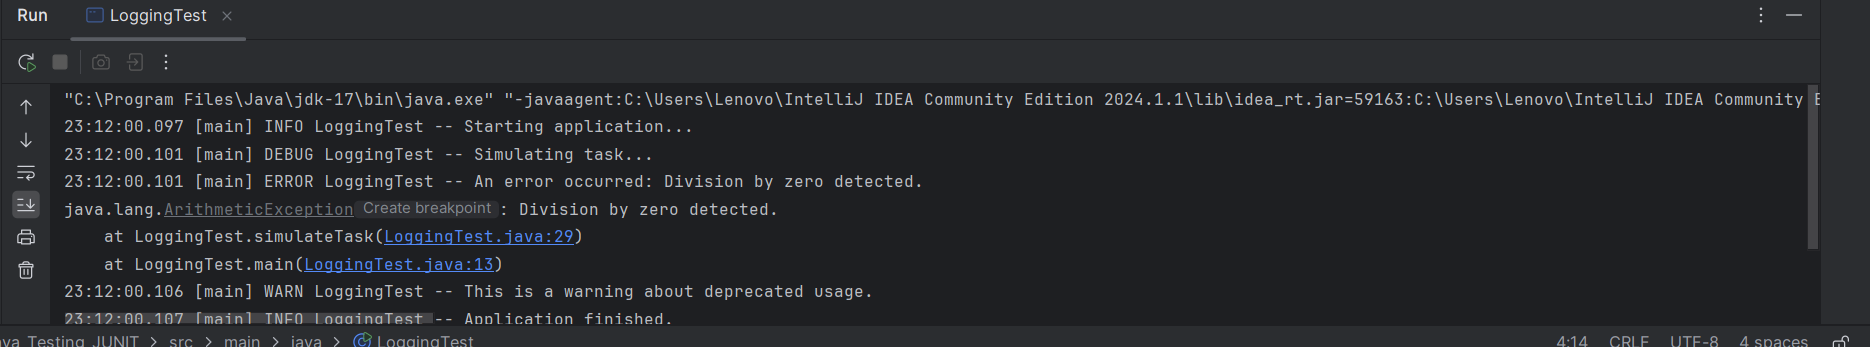 Run LoggingTest
"C:\Program Files\Java\jdk-17\bin\java.exe" "-javaagent:C:\Users\Lenovo\IntelliJ IDEA Community Edition 2024.1.1\lib\idea_rt.jar=59163:C:\Users\Lenovo\IntelliJ IDEA Community E
23:12:00.097 [main] INFO LoggingTest -- Starting application...
23:12:00.101 [main] DEBUG LoggingTest -- Simulating task...
23:12:00.101 [main] ERROR LoggingTest -- An error occurred: Division by zero detected.
java.lang.ArithmeticException Create breakpoint : Division by zero detected.
at LoggingTest.simulateTask(LoggingTest.java:29)
at LoggingTest.main(LoggingTest.java:13)
23:12:00.106 [main] WARN LoggingTest -- This is a warning about deprecated usage.
23:12:00.107 [main] INFO LoggingTest -- Application finished.
ava Testing JUNIT > src > main > java > LoggingTest 4:14 CRLF UTF-8 4 spaces